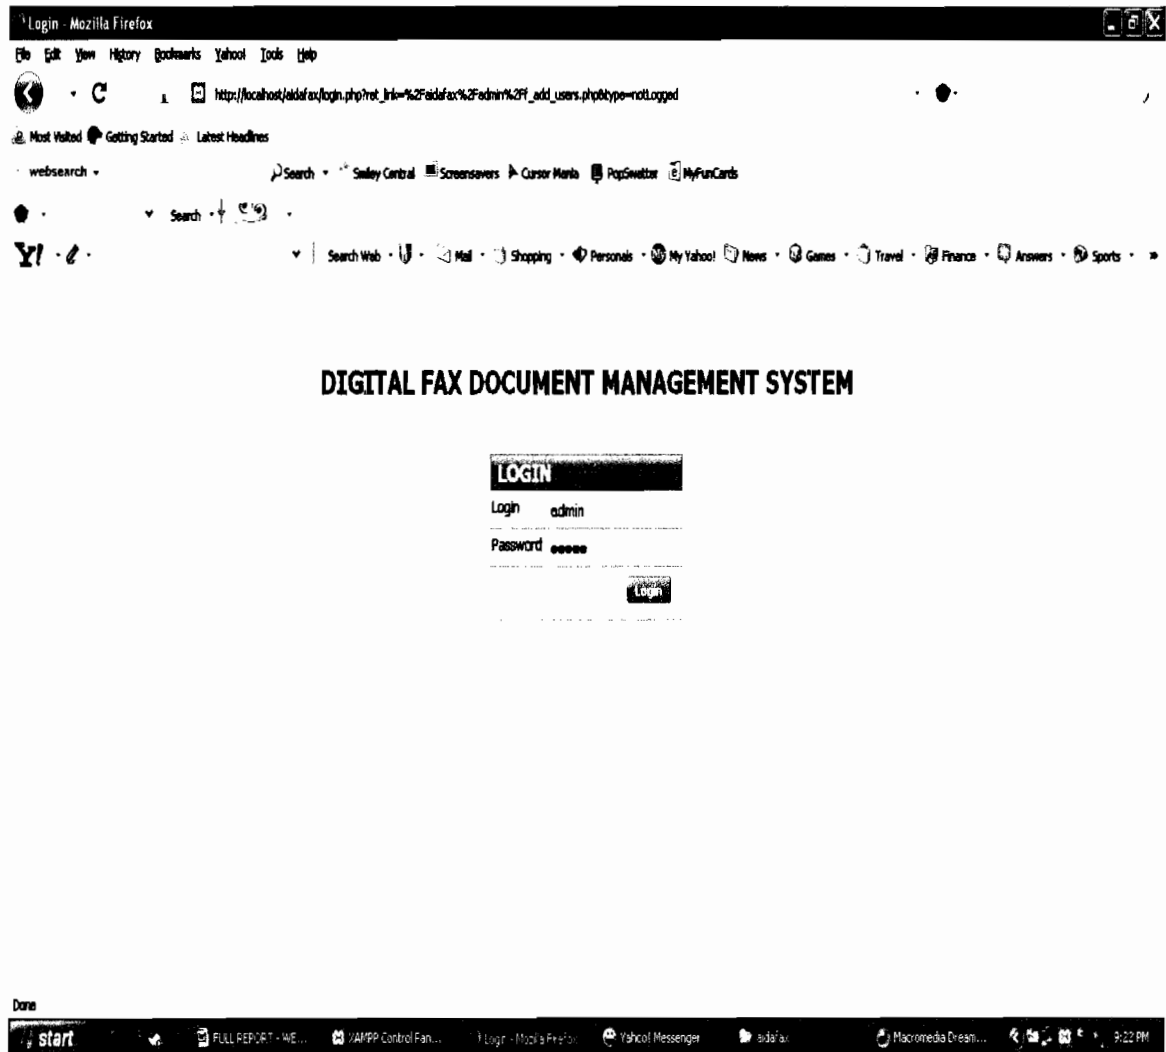 Login - Mozilla Firefox
File Edit View History Bookmarks Yahoo! Tools Help
http://localhost/aidafax/login.php?ret_link=%2Faidafax%2Fadmin%2Ff_add_users.php&type=notLogged
Most Visited Getting Started Latest Headlines
websearch Search Smiley Central Screensavers Cursor Mania PopSwatter MyFunCards
Search
Y! Search Web Mail Shopping Personals My Yahoo! News Games Travel Finance Answers Sports »
DIGITAL FAX DOCUMENT MANAGEMENT SYSTEM
LOGIN
Login admin
Password •••••
Login
Done
start FULL REPORT - WE... XAMPP Control Pan... Login - Mozilla Firefox Yahoo! Messenger aidafax Macromedia Dream... 9:22 PM